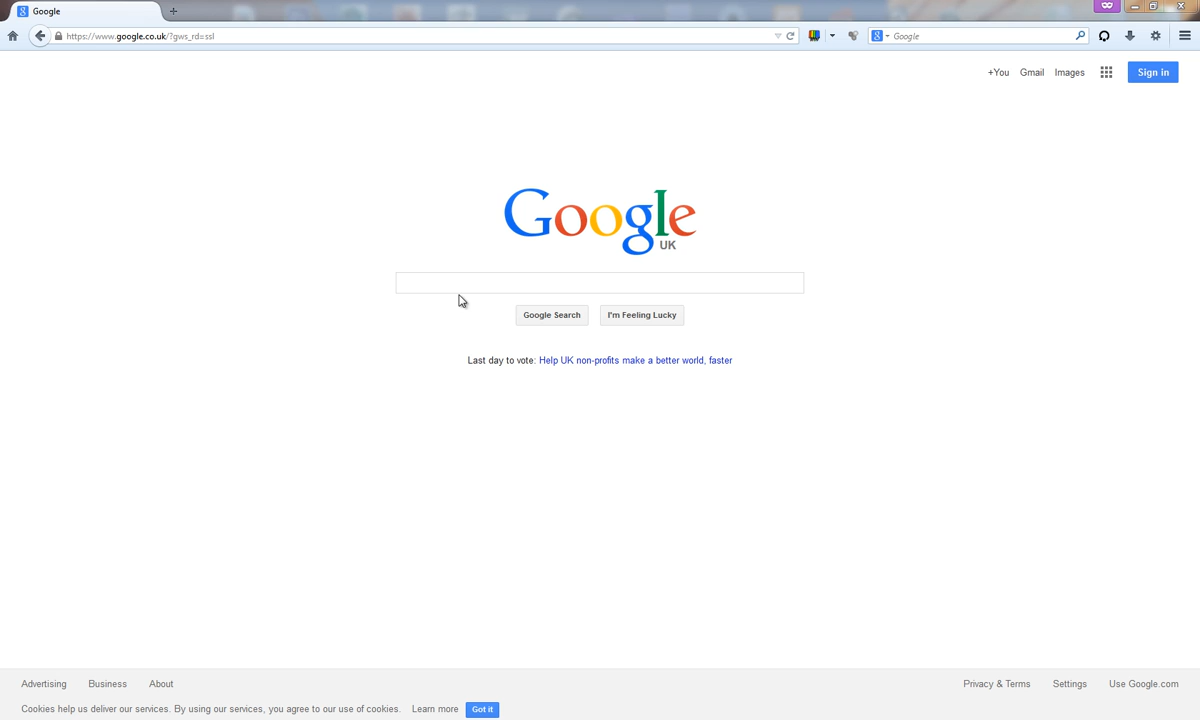 Google
https://www.google.co.uk/?gws_rd=ssl
Google
+You Gmail Images Sign in
Google
UK
Google Search I'm Feeling Lucky
Last day to vote: Help UK non-profits make a better world, faster
Advertising Business About Privacy & Terms Settings Use Google.com
Cookies help us deliver our services. By using our services, you agree to our use of cookies. Learn more Got it